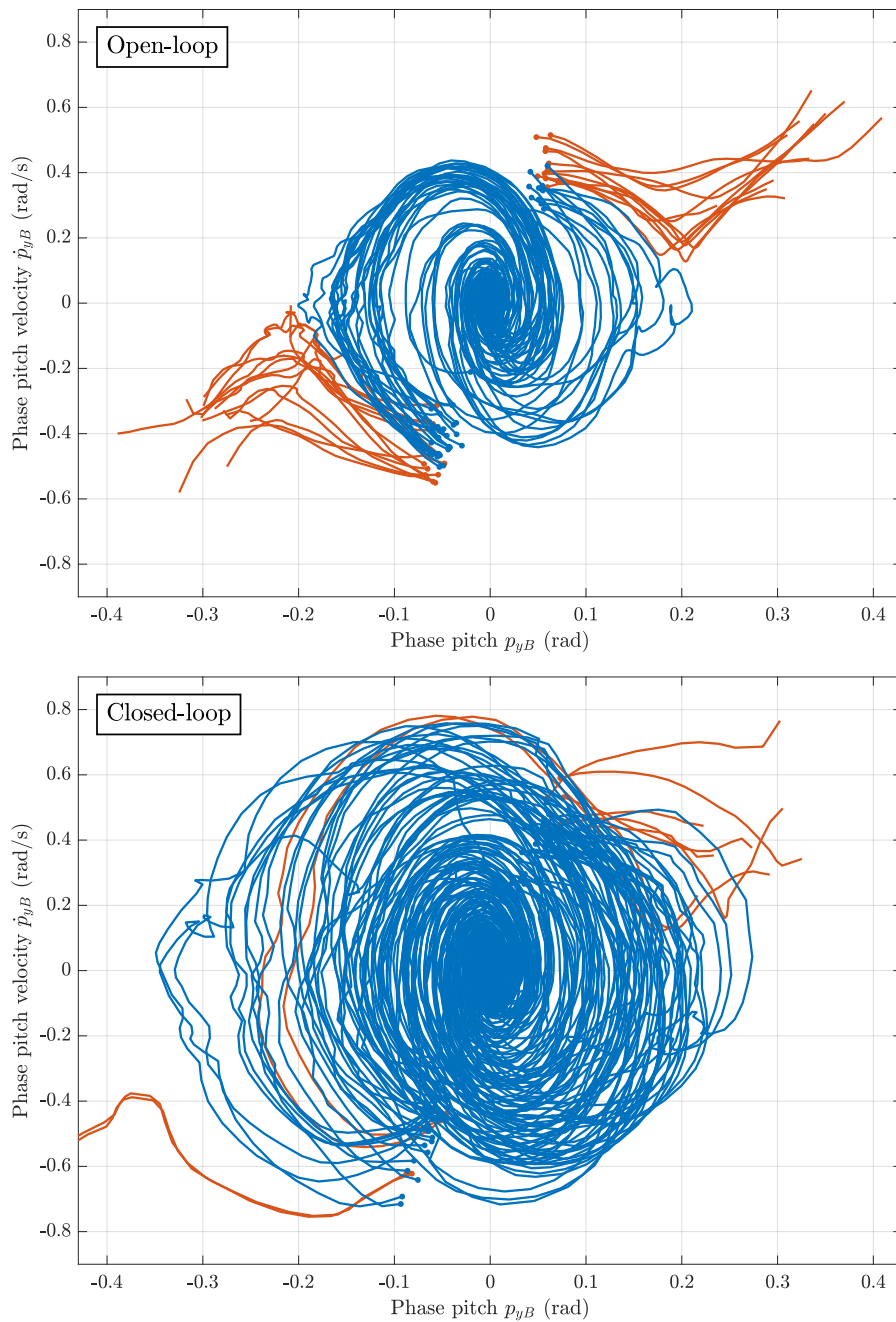 Open-loop
0.8
0.6
0.4
0.2
0
-0.2
-0.4
-0.6
-0.8
Phase pitch velocity ṗ_yB (rad/s)
-0.4 -0.3 -0.2 -0.1 0 0.1 0.2 0.3 0.4
Phase pitch p_yB (rad)
Closed-loop
0.8
0.6
0.4
0.2
0
-0.2
-0.4
-0.6
-0.8
Phase pitch velocity ṗ_yB (rad/s)
-0.4 -0.3 -0.2 -0.1 0 0.1 0.2 0.3 0.4
Phase pitch p_yB (rad)